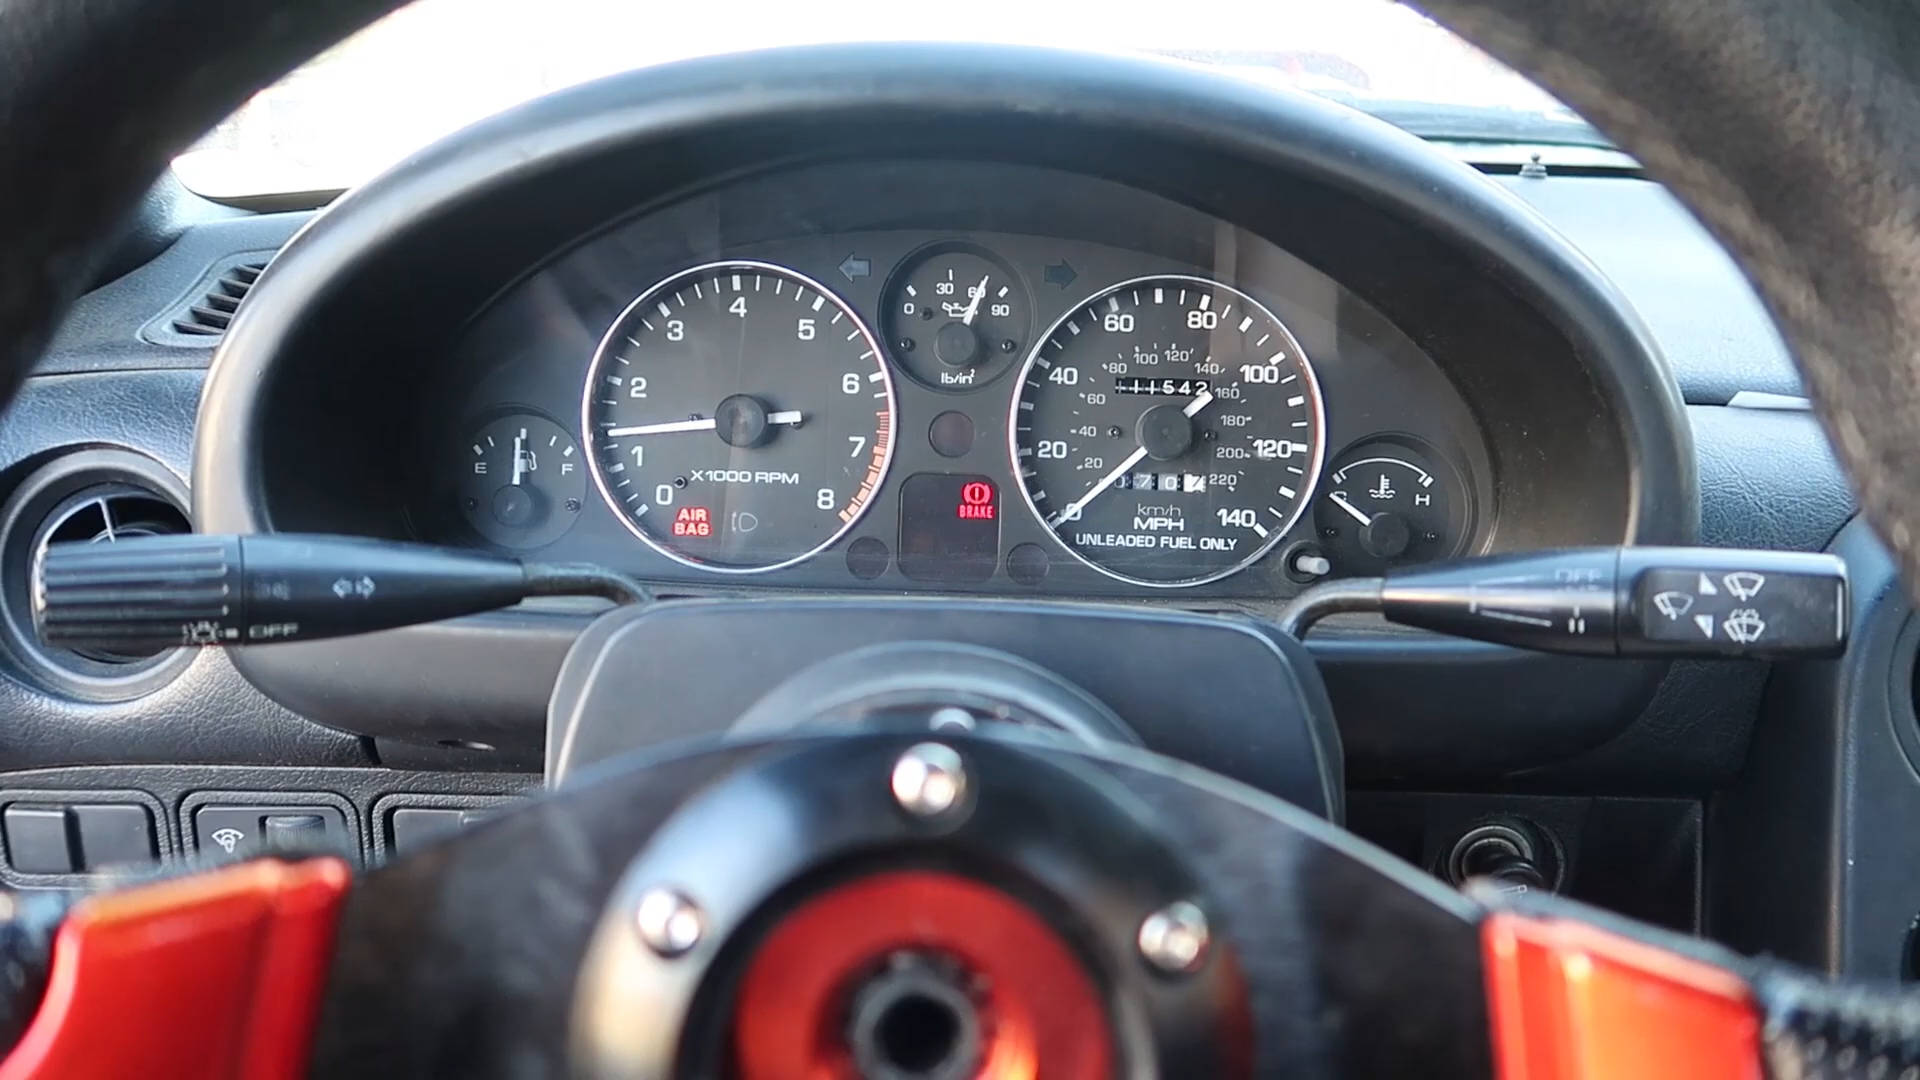 0 1 2 3 4 5 6 7 8
X1000 RPM
AIR
BAG
E F
0 30 60 90
lb/in²
BRAKE
0 20 40 60 80 100 120 140
20 40 60 80 100 120 140 160 180 200 220
11542
km/h
MPH
UNLEADED FUEL ONLY
H
OFF
OFF